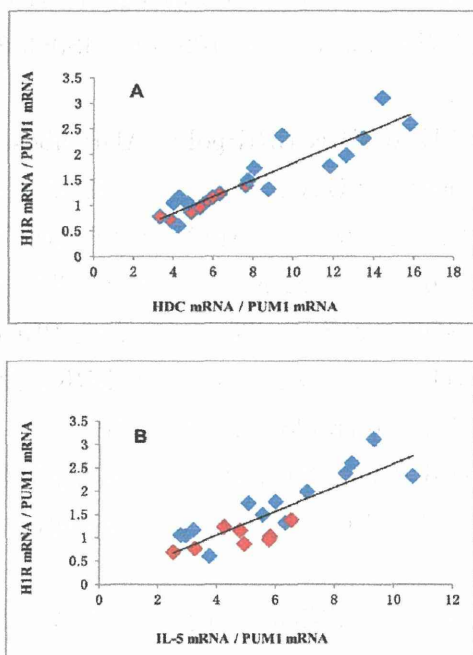 A
H1R mRNA / PUM1 mRNA
3.5
3
2.5
2
1.5
1
0.5
0
0 2 4 6 8 10 12 14 16 18
HDC mRNA / PUM1 mRNA
B
H1R mRNA / PUM1 mRNA
3.5
3
2.5
2
1.5
1
0.5
0
0 2 4 6 8 10 12
IL-5 mRNA / PUM1 mRNA